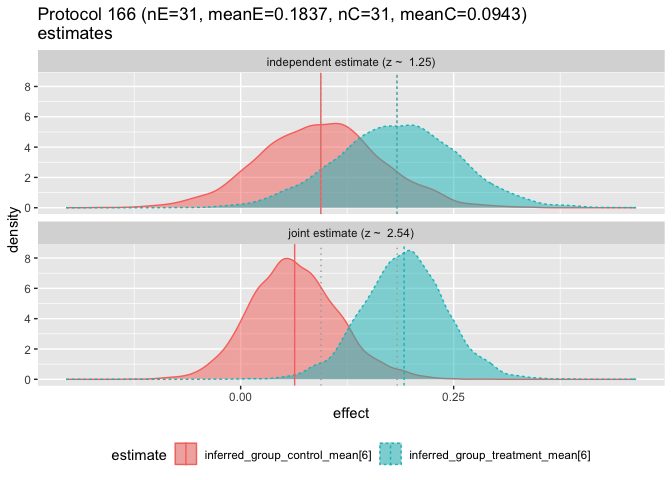 Protocol 166 (nE=31, meanE=0.1837, nC=31, meanC=0.0943)
estimates
independent estimate (z ~  1.25)
8
6
4
2
0
joint estimate (z ~  2.54)
8
6
4
2
0
density
0.00
0.25
effect
estimate
inferred_group_control_mean[6]
inferred_group_treatment_mean[6]